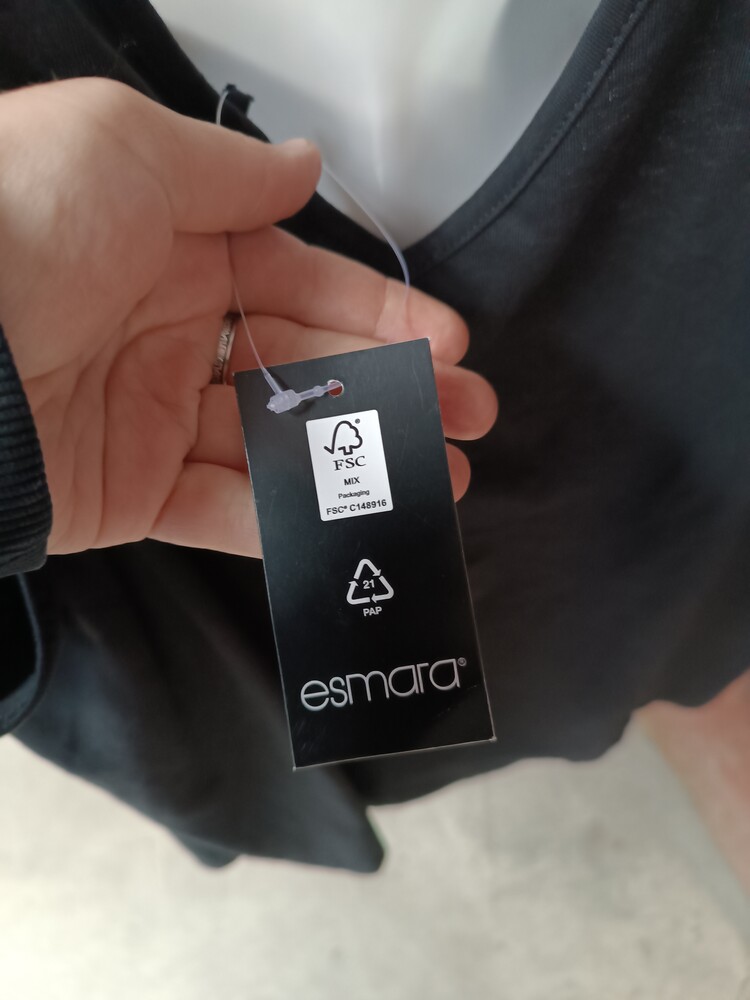 FSC®
MIX
Packaging
FSC® C148916
21
PAP
esmara®